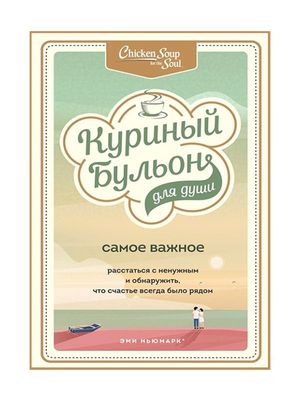 Chicken Soup
for the
Soul
Куриный
Бульон
для души
самое важное
расстаться с ненужным
и обнаружить,
что счастье всегда было рядом
ЭМИ НЬЮМАРК*